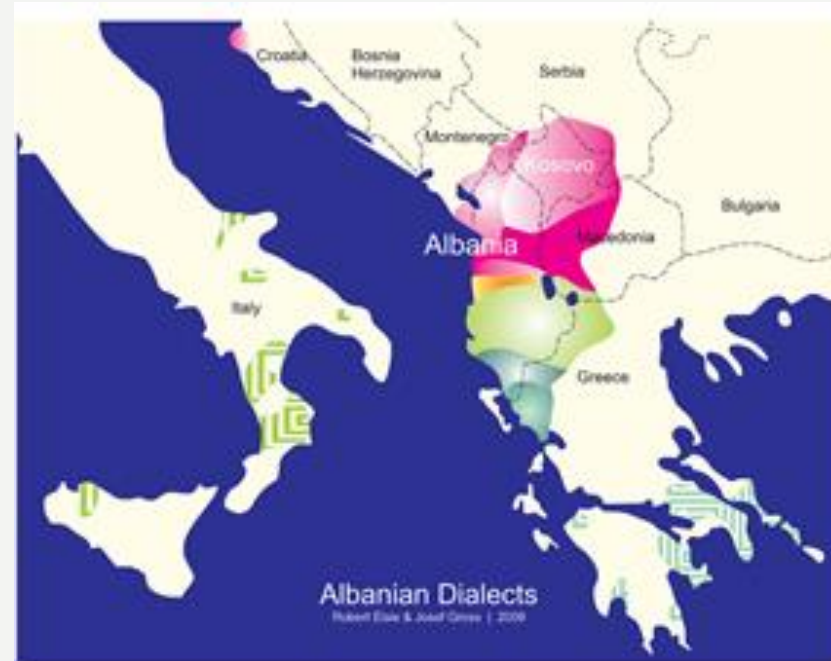 Croatia
Bosnia
Herzegovina
Serbia
Montenegro
Kosovo
Bulgaria
Albania
Macedonia
Italy
Greece
Albanian Dialects
Robert Elsie & Josef Gross | 2009